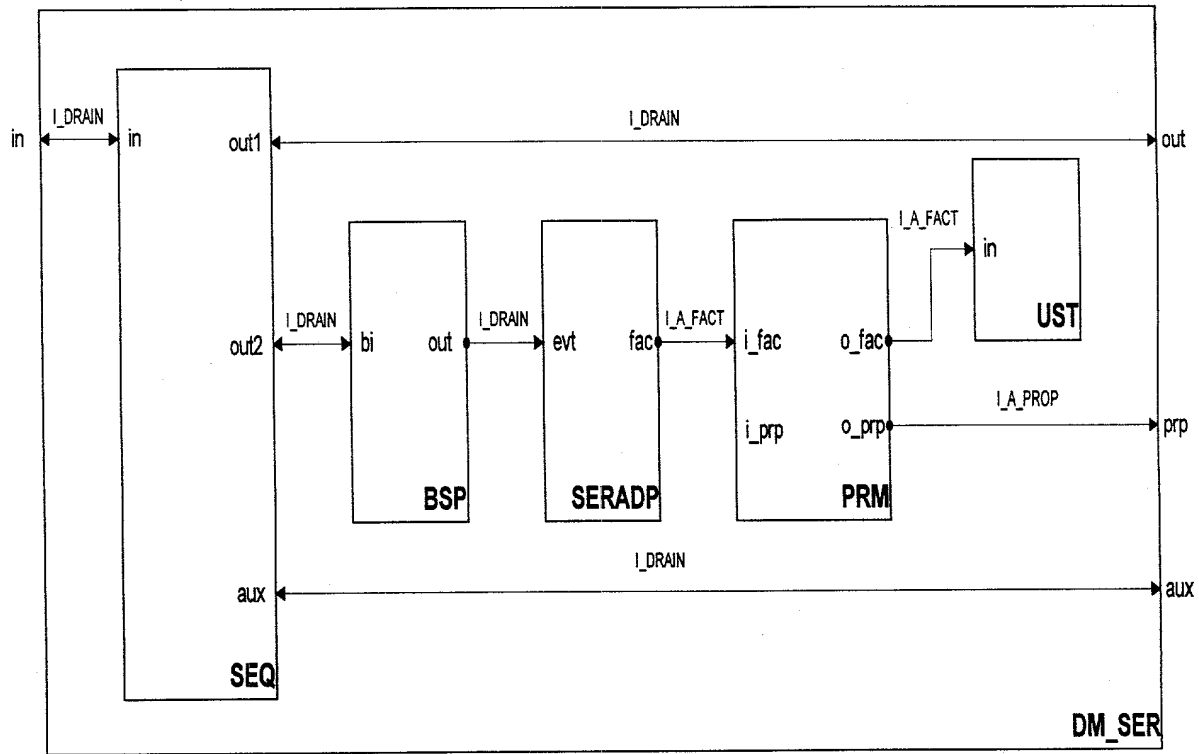 in
I_DRAIN
in
out1
I_DRAIN
out
I_A_FACT
in
UST
out2
I_DRAIN
bi
out
I_DRAIN
evt
fac
I_A_FACT
i_fac
o_fac
I_A_PROP
i_prp
o_prp
prp
BSP
SERADP
PRM
I_DRAIN
aux
aux
SEQ
DM_SER